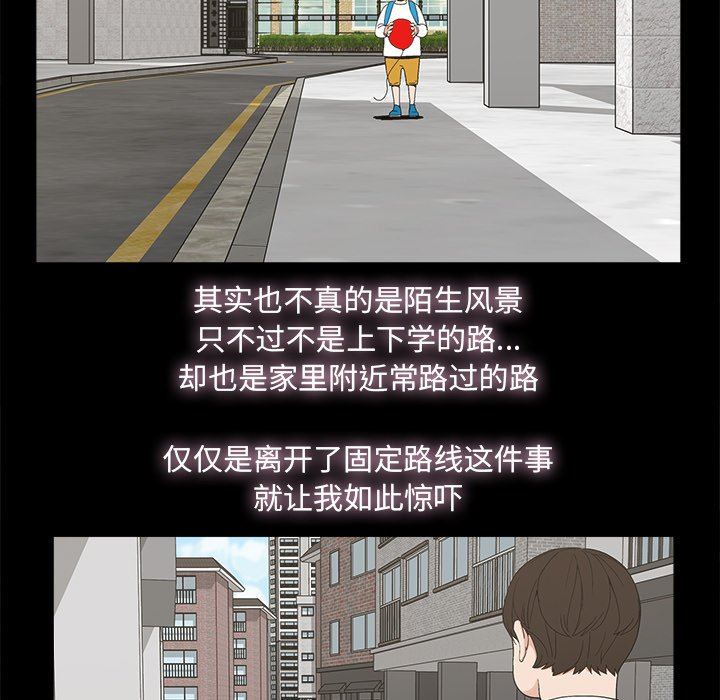 其实也不真的是陌生风景
只不过不是上下学的路...
却也是家里附近常路过的路
仅仅是离开了固定路线这件事
就让我如此惊吓